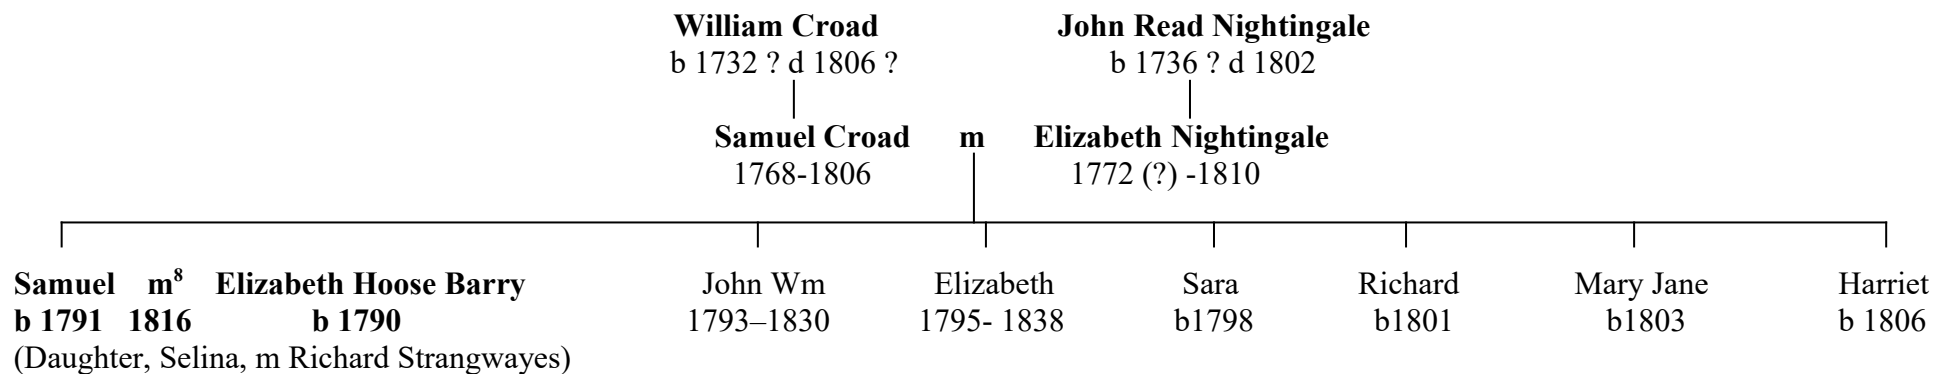 William Croad John Read Nightingale
b 1732 ? d 1806 ? b 1736 ? d 1802
Samuel Croad m Elizabeth Nightingale
1768-1806 1772 (?) -1810
Samuel m⁸ Elizabeth Hoose Barry John Wm Elizabeth Sara Richard Mary Jane Harriet
b 1791 1816 b 1790 1793–1830 1795- 1838 b1798 b1801 b1803 b 1806
(Daughter, Selina, m Richard Strangwayes)